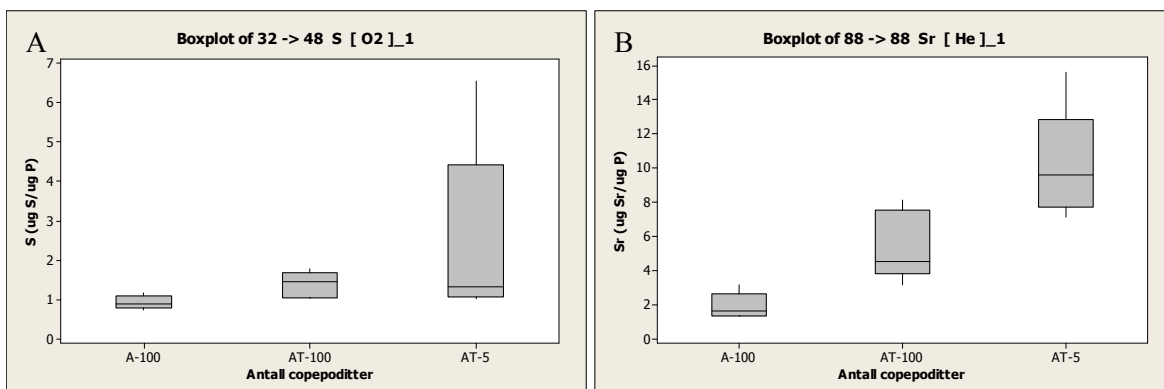 A
Boxplot of 32 -> 48 S [ O2 ]_1
7
6
5
4
3
2
1
0
S (ug S/ug P)
A-100
AT-100
AT-5
Antall copepoditter
B
Boxplot of 88 -> 88 Sr [ He ]_1
16
14
12
10
8
6
4
2
0
Sr (ug Sr/ug P)
A-100
AT-100
AT-5
Antall copepoditter